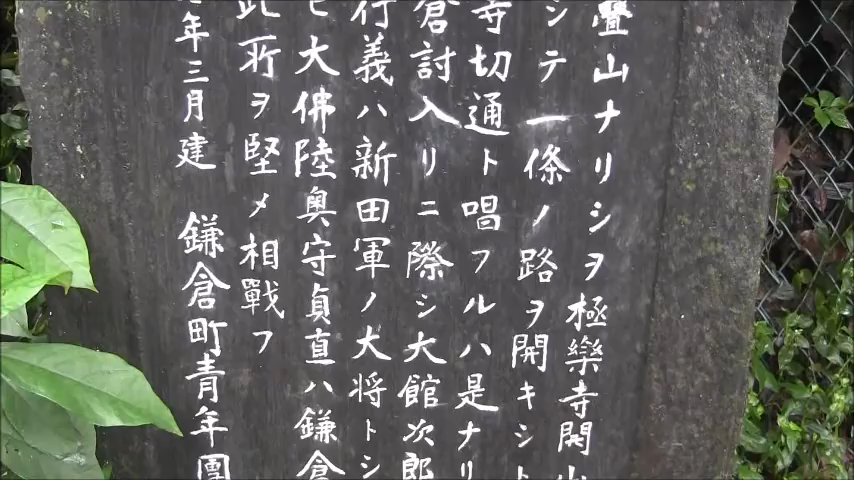 疊山ナリシヲ極樂寺開山
シテ一條ノ路ヲ開キシト
寺切通ト唱フルハ是ナリ
倉討入リニ際シ大館次郎
行義ハ新田軍ノ大将トシ
ヒ大佛陸奥守貞直ハ鎌倉
此所ヲ堅メ相戰フ
年三月建 鎌倉町青年團